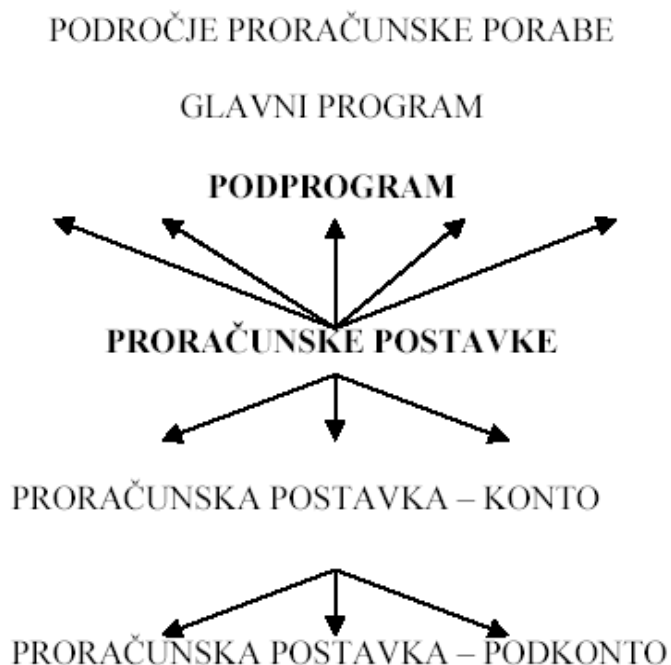 PODROČJE PRORAČUNSKE PORABE
GLAVNI PROGRAM
PODPROGRAM
PRORAČUNSKE POSTAVKE
PRORAČUNSKA POSTAVKA – KONTO
PRORAČUNSKA POSTAVKA – PODKONTO